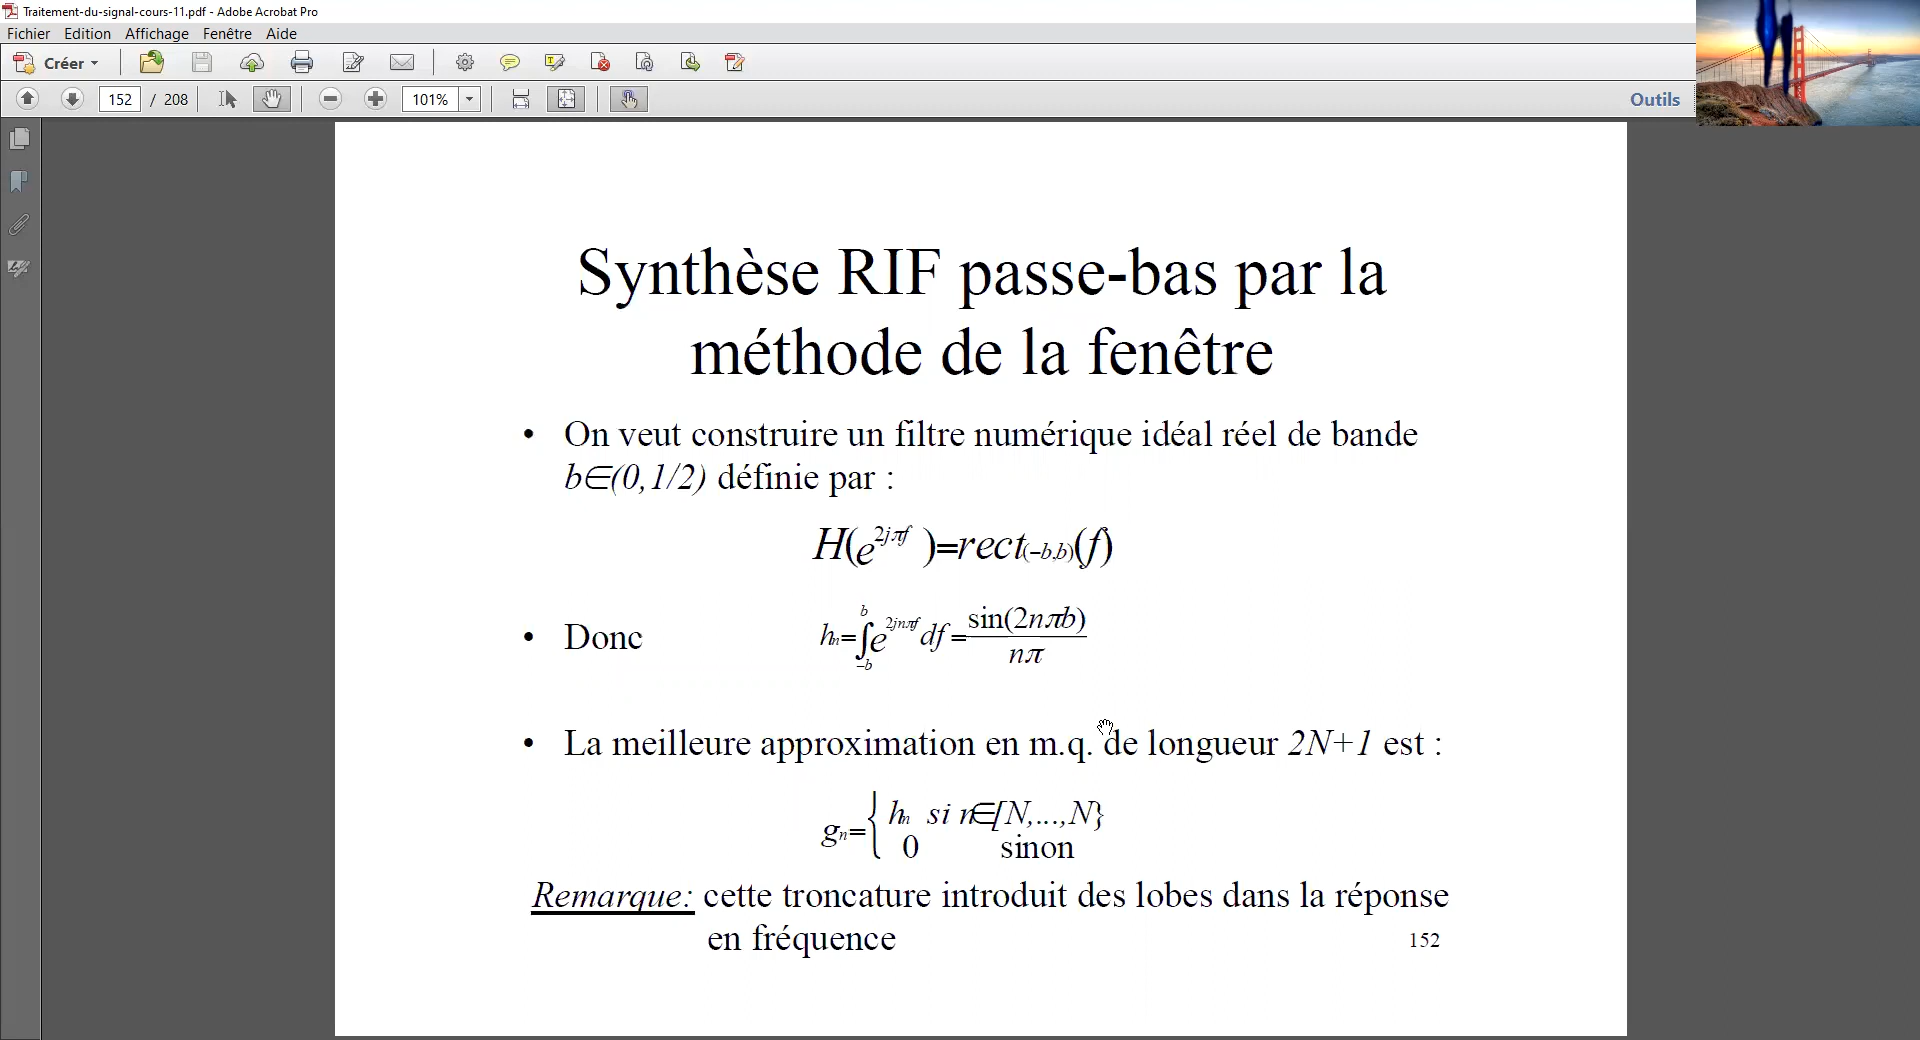 Traitement-du-signal-cours-11.pdf - Adobe Acrobat Pro
Fichier Edition Affichage Fenêtre Aide
Créer
152 / 208 101% Outils
Synthèse RIF passe-bas par la
méthode de la fenêtre
• On veut construire un filtre numérique idéal réel de bande
b∈(0,1/2) définie par :
H(e^{2jπf})=rect_{(−b,b)}(f)
• Donc h_n=∫_{−b}^{b} e^{2jnπf} df = sin(2nπb)/nπ
• La meilleure approximation en m.q. de longueur 2N+1 est :
g_n={ h_n si n∈[N,...,N}
0 sinon
Remarque: cette troncature introduit des lobes dans la réponse
en fréquence
152